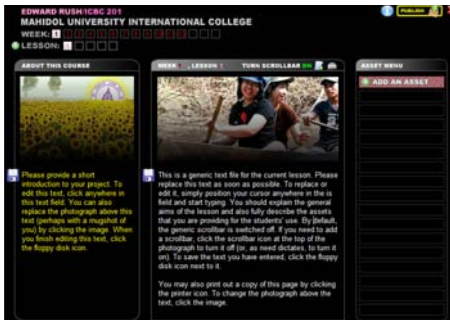 EDWARD RUSH/ICBC 201
PUBLISH
MAHIDOL UNIVERSITY INTERNATIONAL COLLEGE
WEEK: 1
LESSON:
ABOUT THIS COURSE
WEEK 1, LESSON 1 TURN SCROLLBAR ON
ASSET MENU
ADD AN ASSET
Please provide a short
introduction to your project. To
edit this text, click anywhere in
this text field. You can also
replace the photograph above this
text (perhaps with a mugshot of
you) by clicking the image. When
you finish editing this text, click
the floppy disk icon.
This is a generic text file for the current lesson. Please
replace this text as soon as possible. To replace or
edit it, simply position your cursor anywhere in the is
field and start typing. You should explain the general
aims of the lesson and also fully describe the assets
that you are providing for the students' use. By default,
the generic scrollbar is switched off. If you need to add
a scrollbar, click the scrollbar icon at the top of the
photograph to turn it off (or, as need dictates, to turn it
on). To save the text you have entered, click the floppy
disk icon next to it.
You may also print out a copy of this page by clicking
the printer icon. To change the photograph above the
text, click the image.